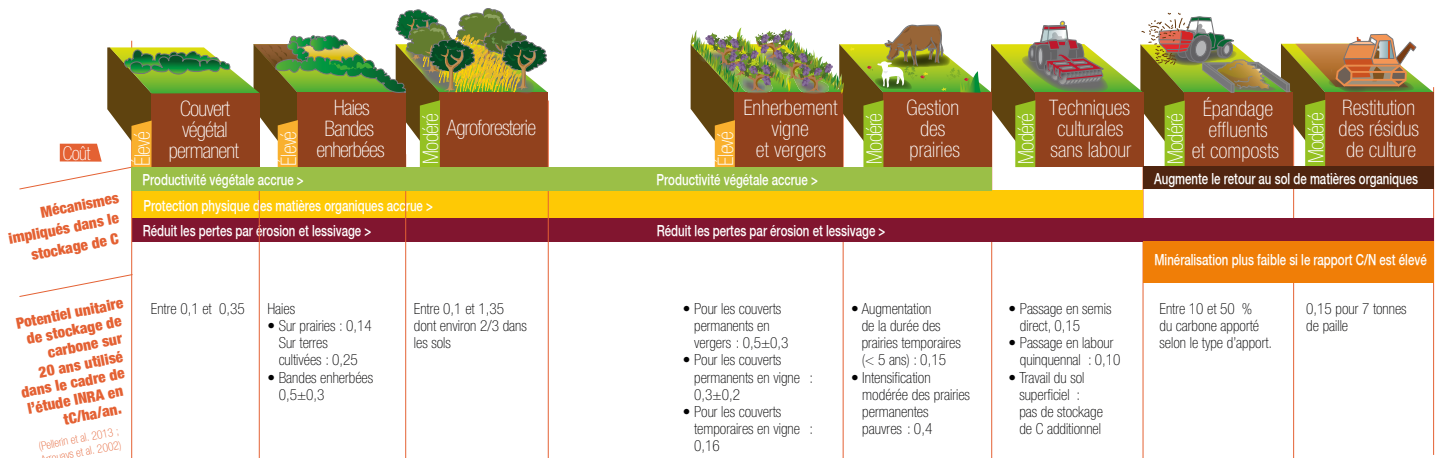 Coût
Élevé
Couvert
végétal
permanent
Élevé
Haies
Bandes
enherbées
Modéré
Agroforesterie
Élevé
Enherbement
vigne
et vergers
Modéré
Gestion
des
prairies
Modéré
Techniques
culturales
sans labour
Modéré
Épandage
effluents
et composts
Modéré
Restitution
des résidus
de culture
Mécanismes
impliqués dans le
stockage de C
Productivité végétale accrue >
Productivité végétale accrue >
Augmente le retour au sol de matières organiques
Protection physique des matières organiques accrue >
Réduit les pertes par érosion et lessivage >
Réduit les pertes par érosion et lessivage >
Minéralisation plus faible si le rapport C/N est élevé
Potentiel unitaire
de stockage de
carbone sur
20 ans utilisé
dans le cadre de
l'étude INRA en
tC/ha/an.
(Pellerin et al. 2013 ;
Arrouays et al. 2002)
Entre 0,1 et 0,35
Haies
• Sur prairies : 0,14
Sur terres
cultivées : 0,25
• Bandes enherbées
0,5±0,3
Entre 0,1 et 1,35
dont environ 2/3 dans
les sols
• Pour les couverts
permanents en
vergers : 0,5±0,3
• Pour les couverts
permanents en vigne :
0,3±0,2
• Pour les couverts
temporaires en vigne :
0,16
• Augmentation
de la durée des
prairies temporaires
(< 5 ans) : 0,15
• Intensification
modérée des prairies
permanentes
pauvres : 0,4
• Passage en semis
direct, 0,15
• Passage en labour
quinquennal : 0,10
• Travail du sol
superficiel :
pas de stockage
de C additionnel
Entre 10 et 50 %
du carbone apporté
selon le type d'apport.
0,15 pour 7 tonnes
de paille